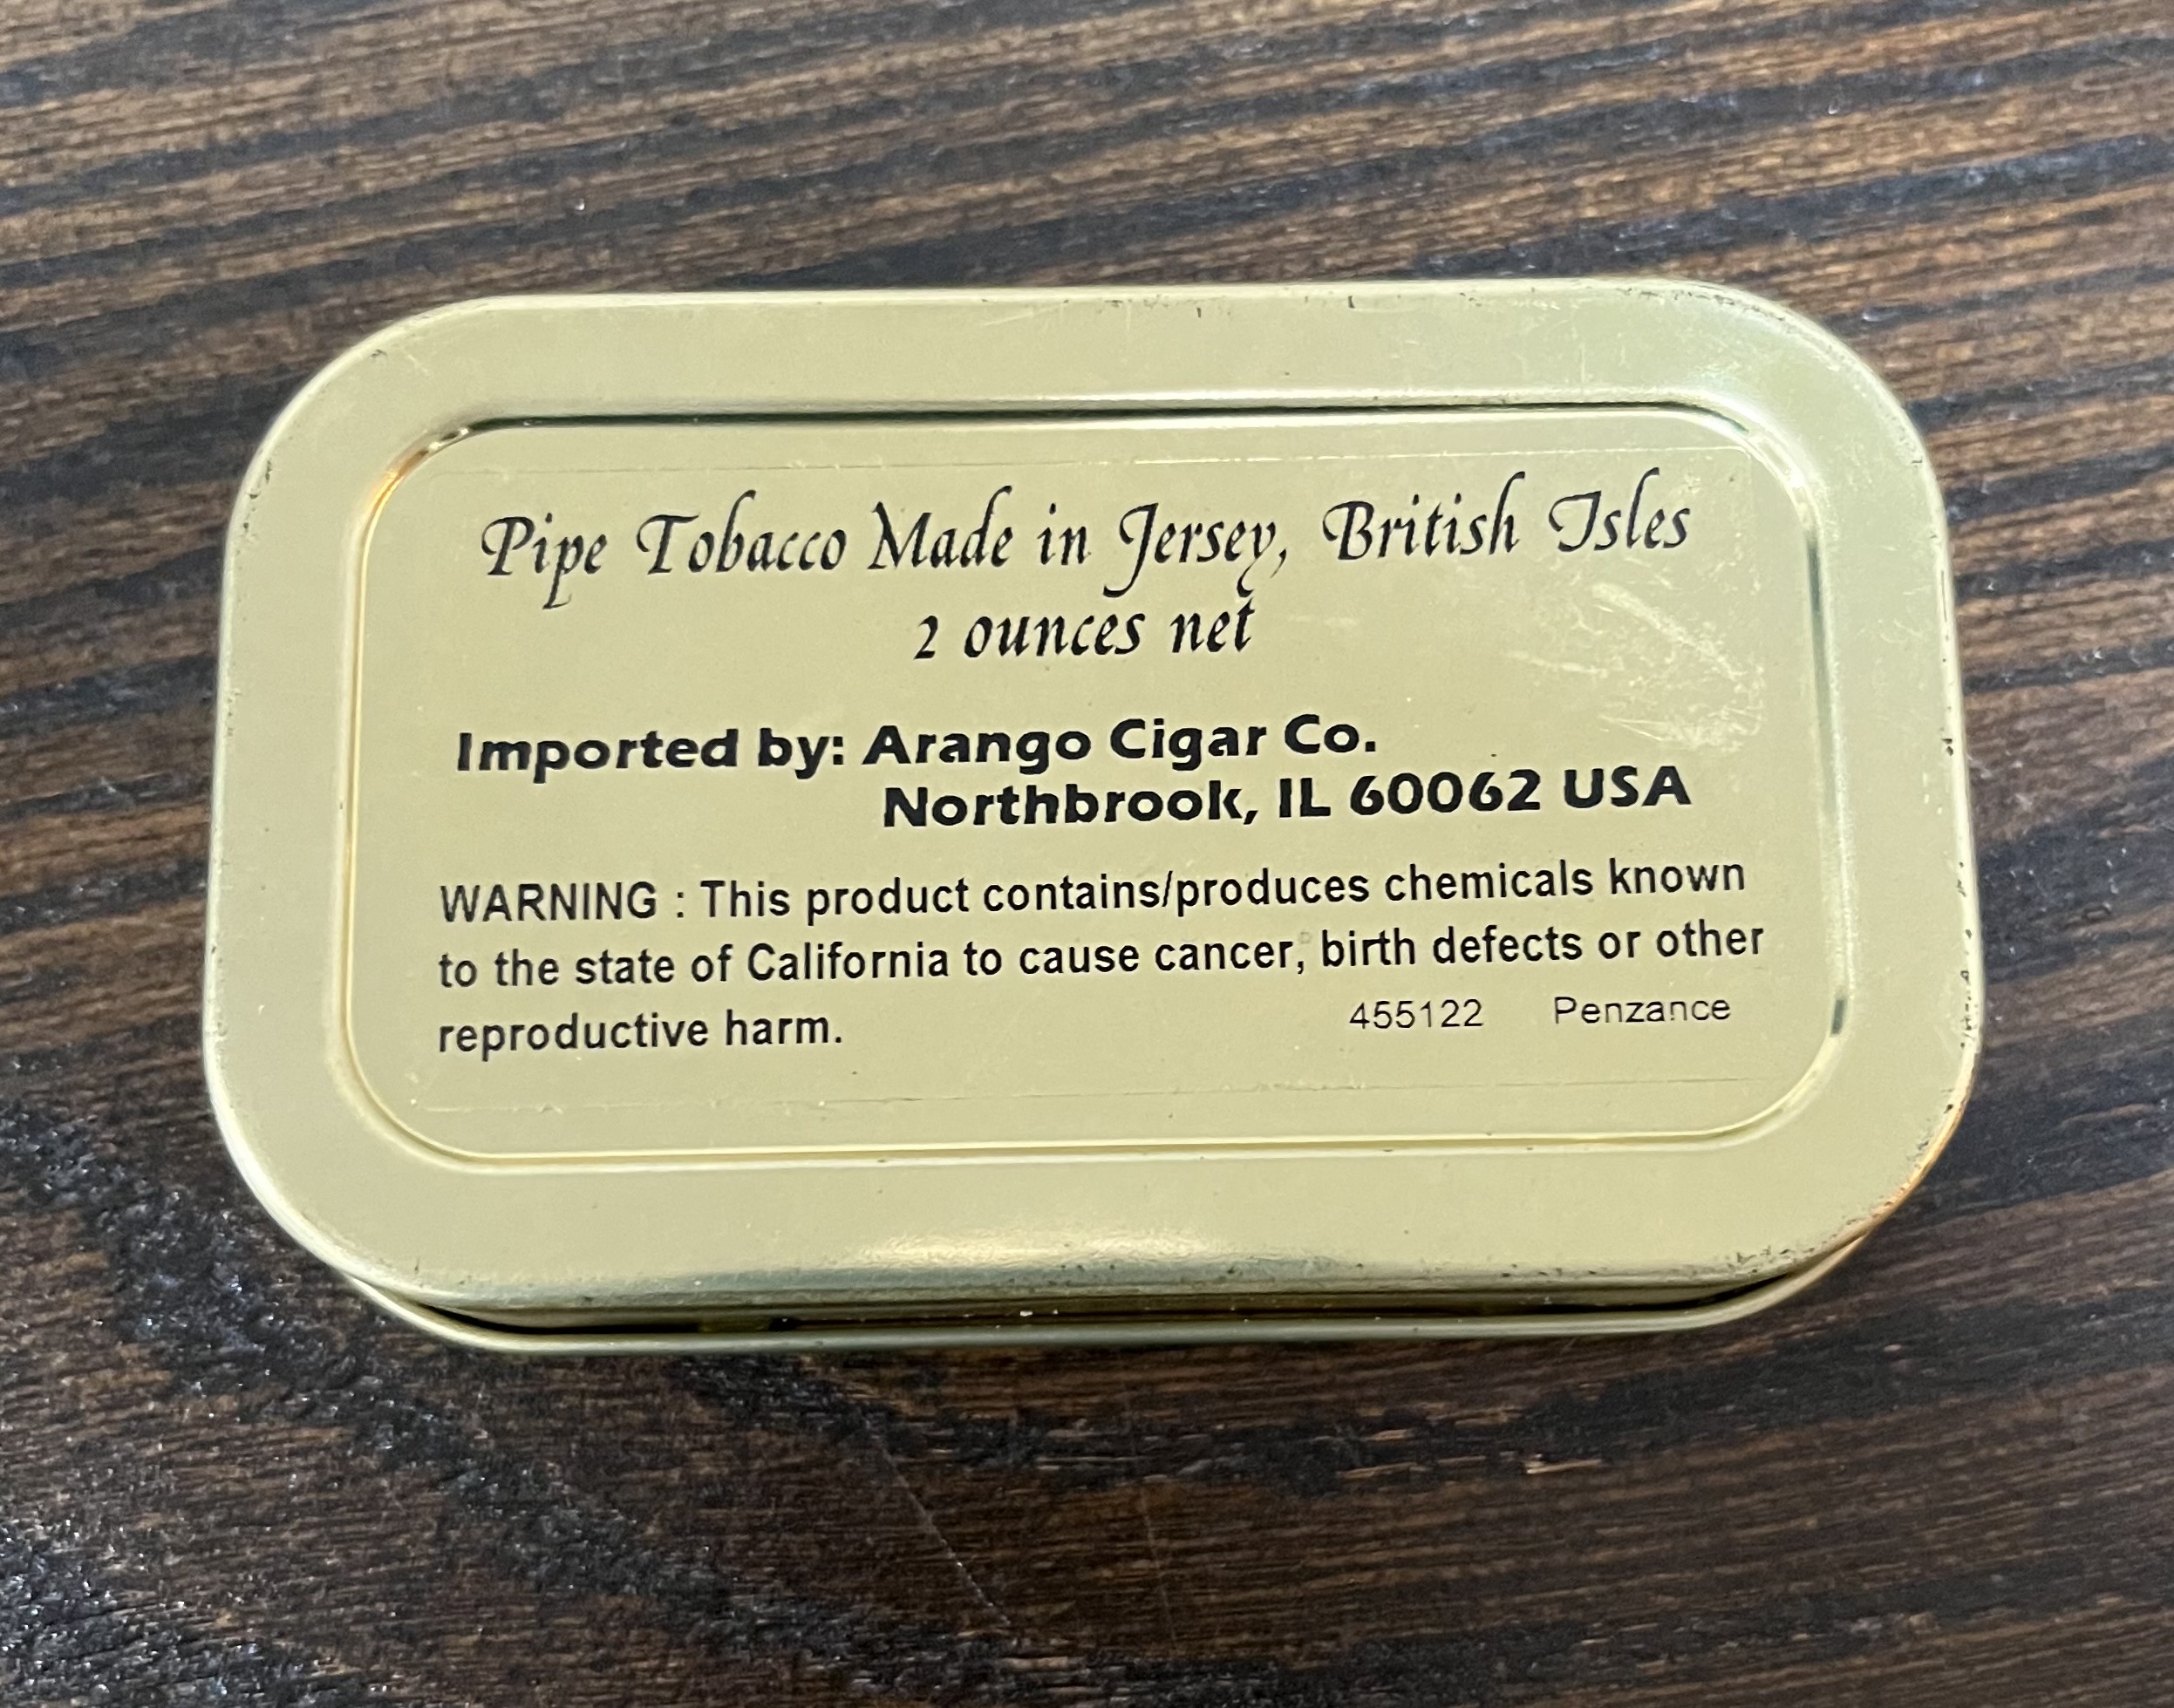 Pipe Tobacco Made in Jersey, British Isles
2 ounces net
Imported by: Arango Cigar Co.
Northbrook, IL 60062 USA
WARNING : This product contains/produces chemicals known
to the state of California to cause cancer, birth defects or other
reproductive harm.
455122 Penzance